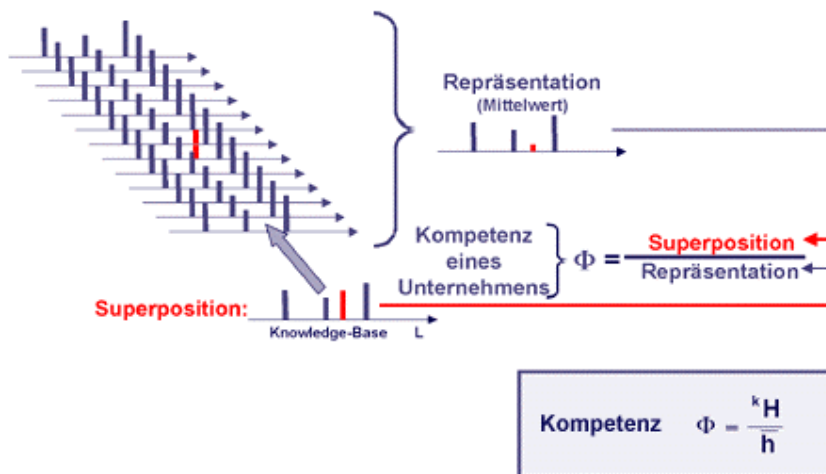 Repräsentation
(Mittelwert)
Kompetenz
eines
Unternehmens
Φ =
Superposition
Repräsentation
Superposition:
Knowledge-Base L
Kompetenz Φ = ᵏH
h̄